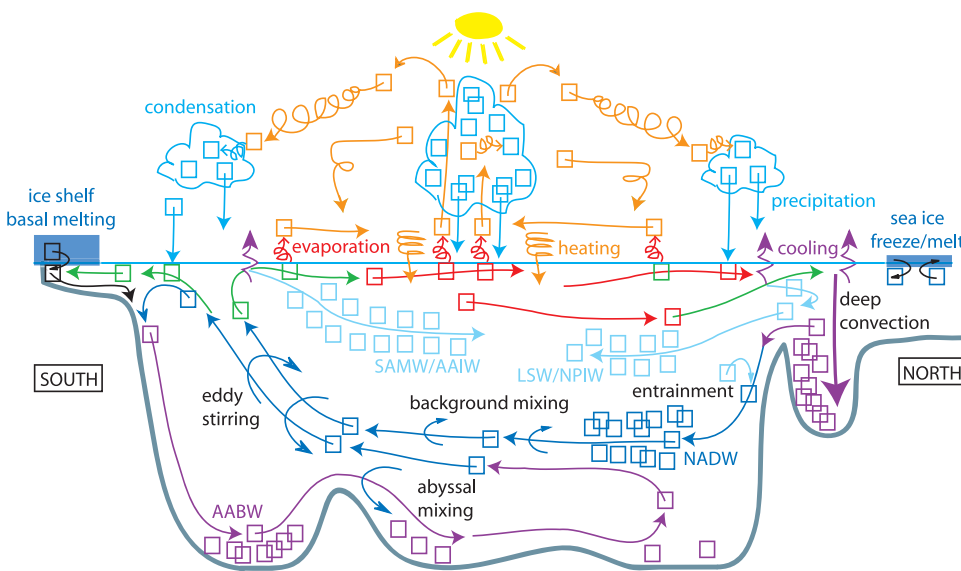 condensation
ice shelf
basal melting
evaporation
heating
precipitation
cooling
sea ice
freeze/melt
deep
convection
SAMW/AAIW
LSW/NPIW
SOUTH
NORTH
eddy
stirring
background mixing
entrainment
NADW
abyssal
mixing
AABW